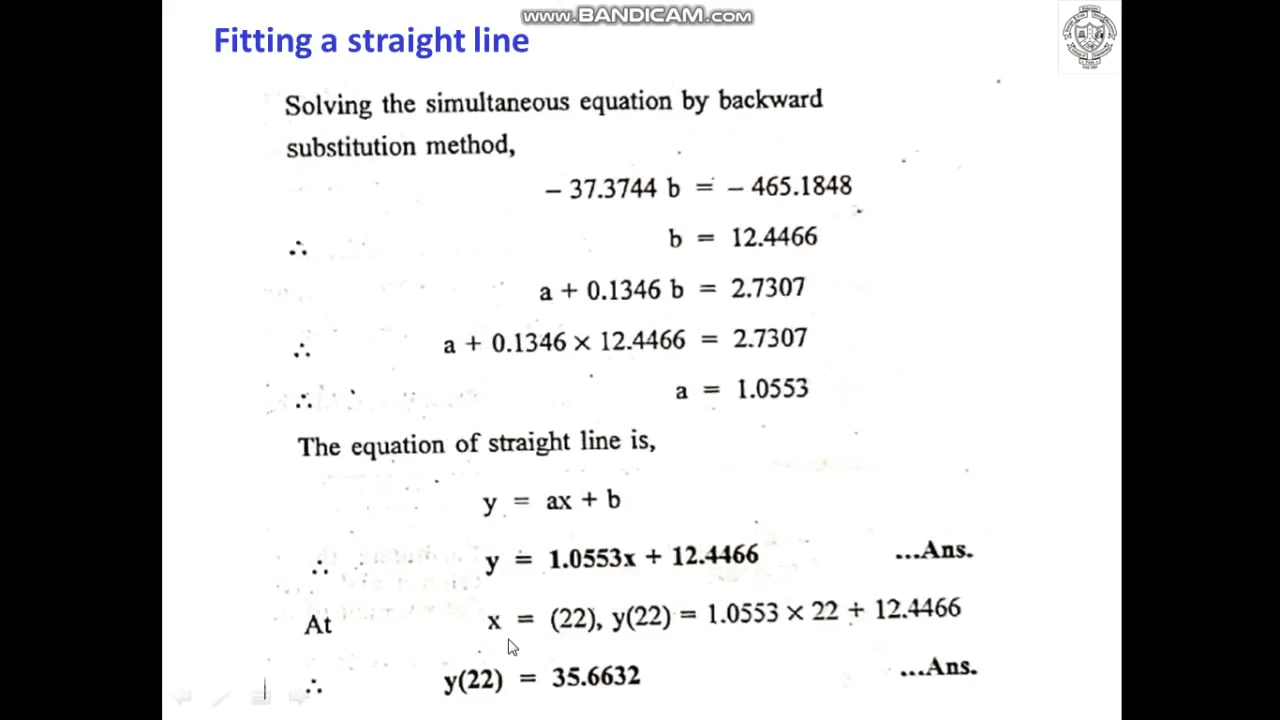 www.BANDICAM.com
Fitting a straight line
Solving the simultaneous equation by backward
substitution method,
– 37.3744 b = – 465.1848
∴ b = 12.4466
a + 0.1346 b = 2.7307
∴ a + 0.1346 × 12.4466 = 2.7307
∴ a = 1.0553
The equation of straight line is,
y = ax + b
∴ y = 1.0553x + 12.4466 ...Ans.
At x = (22), y(22) = 1.0553 × 22 + 12.4466
∴ y(22) = 35.6632 ...Ans.